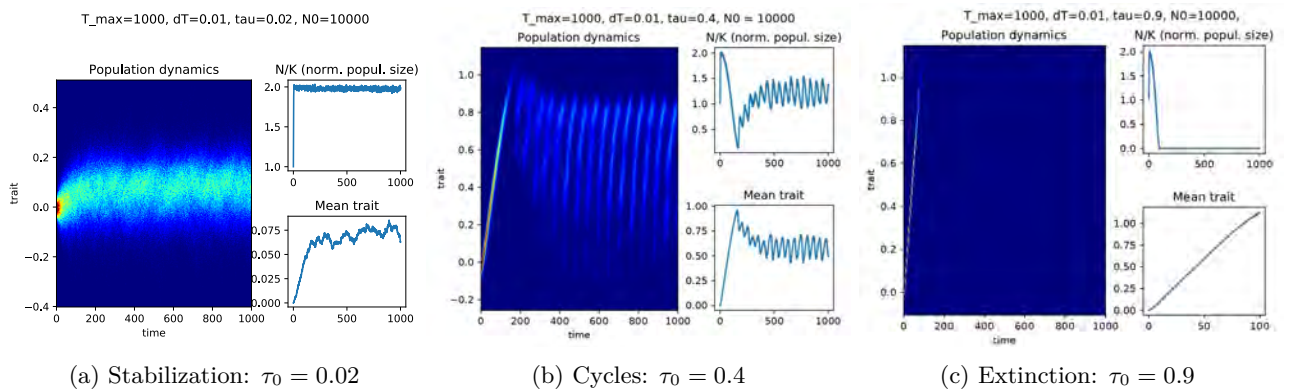 T_max=1000, dT=0.01, tau=0.02, N0=10000
Population dynamics
N/K (norm. popul. size)
trait
0.4
0.2
0.0
−0.2
−0.4
0 200 400 600 800 1000
time
2.0
1.5
1.0
0 500 1000
Mean trait
0.075
0.050
0.025
0.000
0 500 1000
(a) Stabilization: τ0 = 0.02
T_max=1000, dT=0.01, tau=0.4, N0 = 10000
Population dynamics
N/K (norm. popul. size)
trait
1.0
0.8
0.6
0.4
0.2
0.0
−0.2
0 200 400 600 800 1000
time
2.0
1.5
1.0
0.5
0 500 1000
Mean trait
1.00
0.75
0.50
0.25
0.00
0 500 1000
(b) Cycles: τ0 = 0.4
T_max=1000, dT=0.01, tau=0.9, N0=10000,
Population dynamics
N/K (norm. popul. size)
trait
1.0
0.8
0.6
0.4
0.2
0.0
0 200 400 600 800 1000
time
2.0
1.5
1.0
0.5
0.0
0 500 1000
Mean trait
1.00
0.75
0.50
0.25
0.00
0 50 100
(c) Extinction: τ0 = 0.9